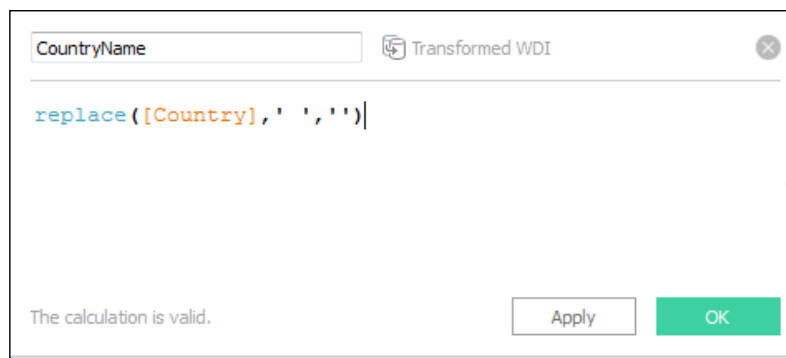 CountryName Transformed WDI
replace([Country],' ','')
The calculation is valid. Apply OK